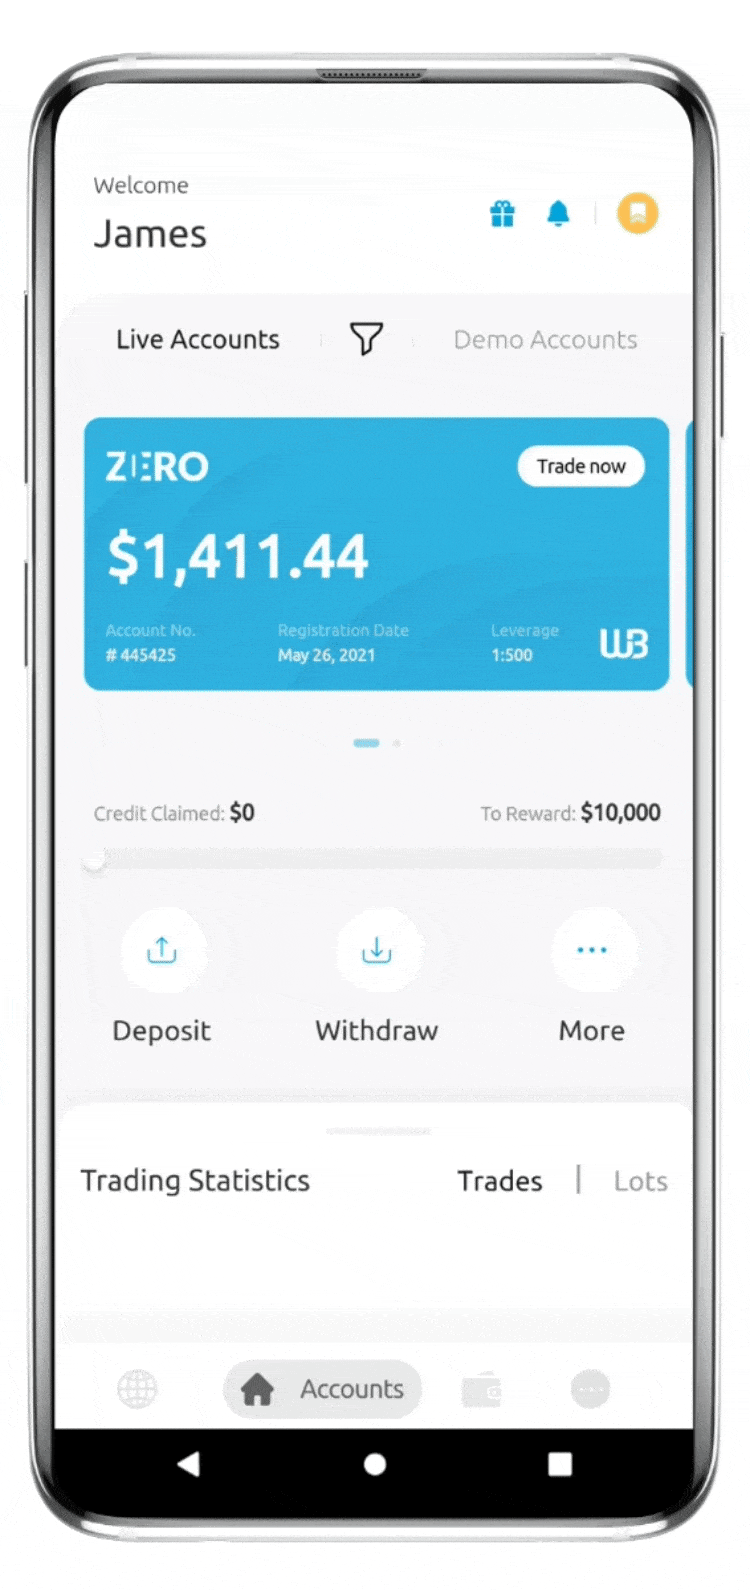 Welcome
James
Live Accounts
Demo Accounts
ZERO
Trade now
$1,411.44
Account No.
Registration Date
Leverage
# 445425
May 26, 2021
1:500
WB
Credit Claimed: $0
To Reward: $10,000
Deposit
Withdraw
More
Trading Statistics
Trades | Lots
Accounts